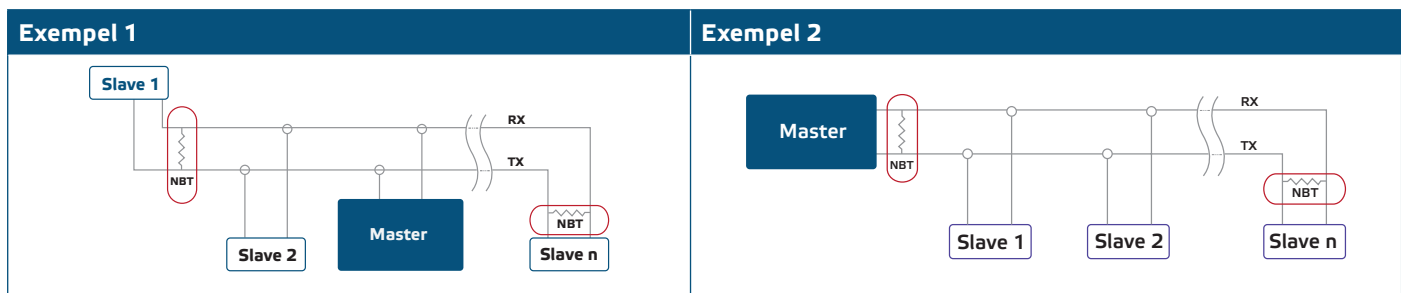 Exempel 1
Slave 1
RX
TX
NBT
NBT
Master
Slave 2
Slave n
Exempel 2
Master
RX
TX
NBT
NBT
Slave 1
Slave 2
Slave n